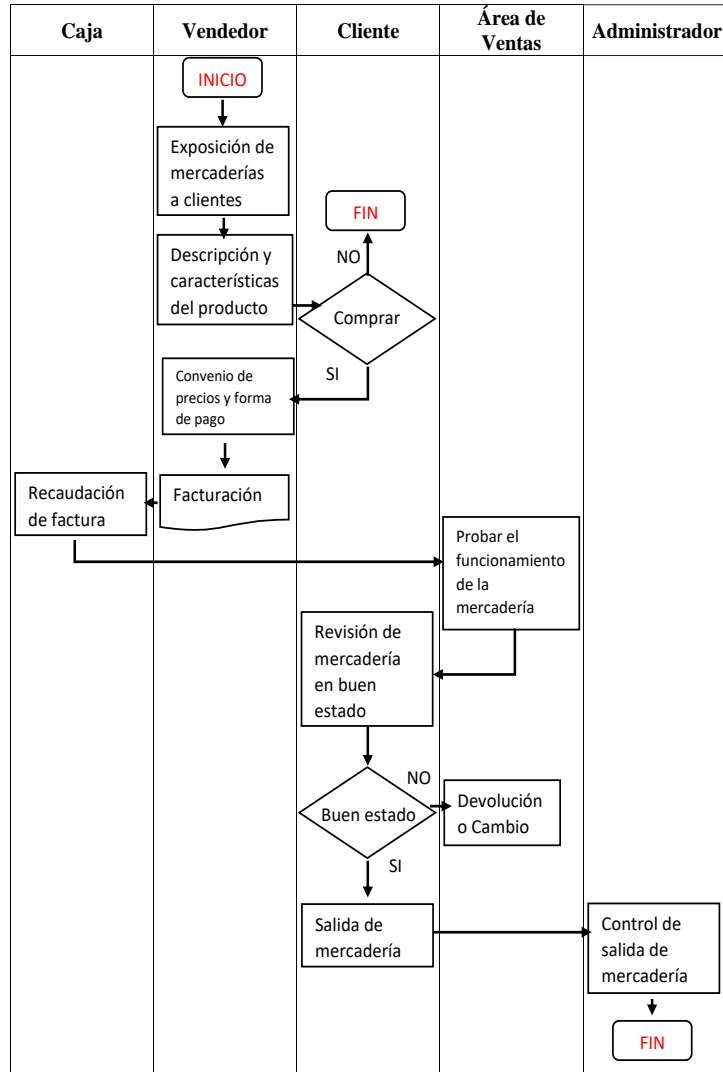 Caja
Vendedor
Cliente
Área de
Ventas
Administrador
INICIO
Exposición de
mercaderías
a clientes
FIN
NO
Descripción y
características
del producto
Comprar
SI
Convenio de
precios y forma
de pago
Facturación
Recaudación
de factura
Probar el
funcionamiento
de la
mercadería
Revisión de
mercadería
en buen
estado
NO
Buen estado
Devolución
o Cambio
SI
Salida de
mercadería
Control de
salida de
mercadería
FIN